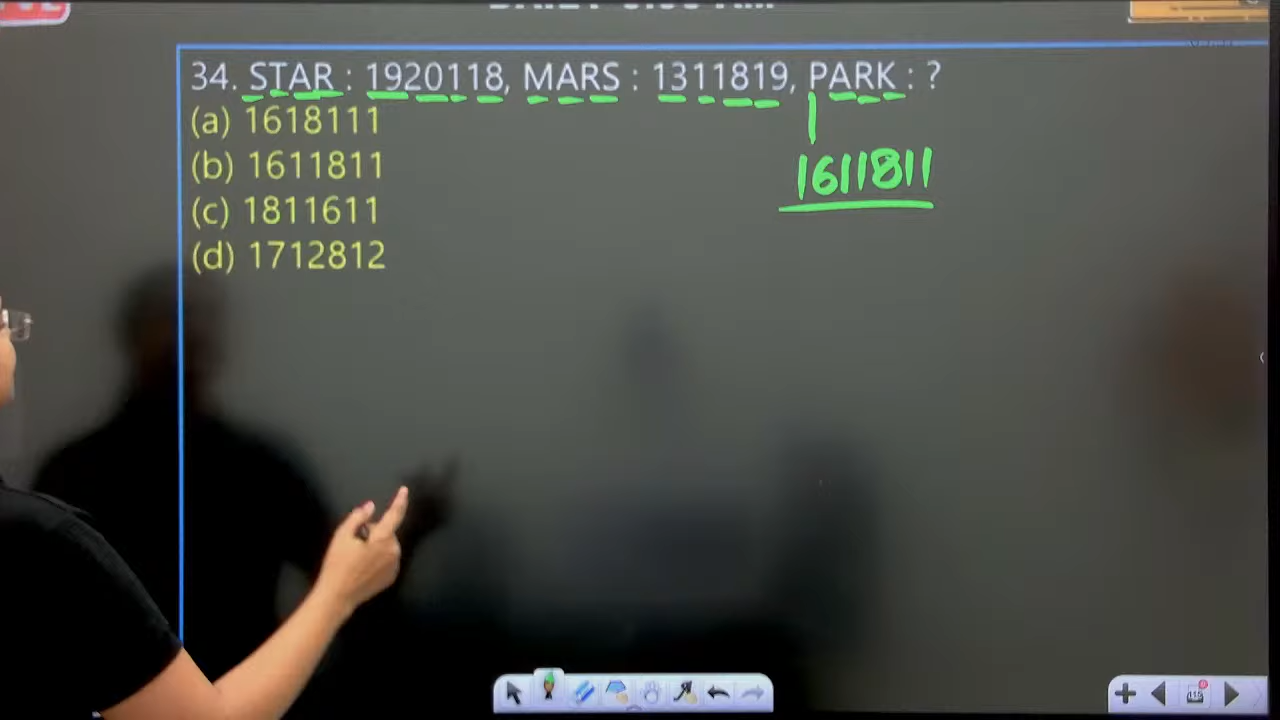 34. STAR : 1920118, MARS : 1311819, PARK : ?
(a) 1618111
(b) 1611811
1611811
(c) 1811611
(d) 1712812